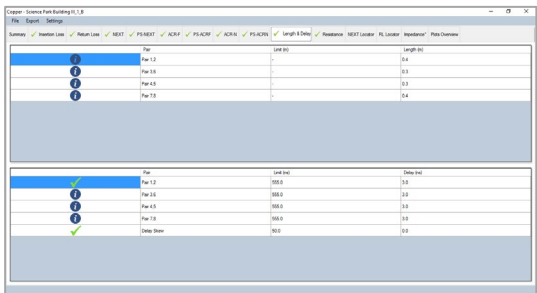 Copper - Science Park Building III_1_B
File Export Settings
Summary Insertion Loss Return Loss NEXT PS-NEXT ACR-F PS-ACRF ACR-N PS-ACRN Length & Delay Resistance NEXT Locator RL Locator Impedance* Plots Overview
Pair Limit (m) Length (m)
Pair 1,2 - 0.4
Pair 3,6 - 0.3
Pair 4,5 - 0.3
Pair 7,8 - 0.4
Pair Limit (ns) Delay (ns)
Pair 1,2 555.0 3.0
Pair 3,6 555.0 2.0
Pair 4,5 555.0 3.0
Pair 7,8 555.0 3.0
Delay Skew 50.0 0.0